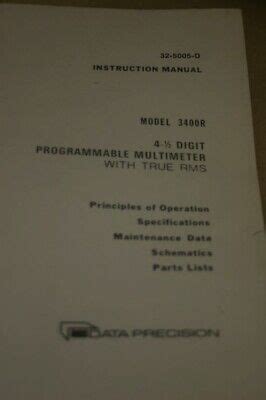 32-5005-D
INSTRUCTION MANUAL
MODEL 3400R
4-½ DIGIT
PROGRAMMABLE MULTIMETER
WITH TRUE RMS
Principles of Operation
Specifications
Maintenance Data
Schematics
Parts Lists
DATA PRECISION